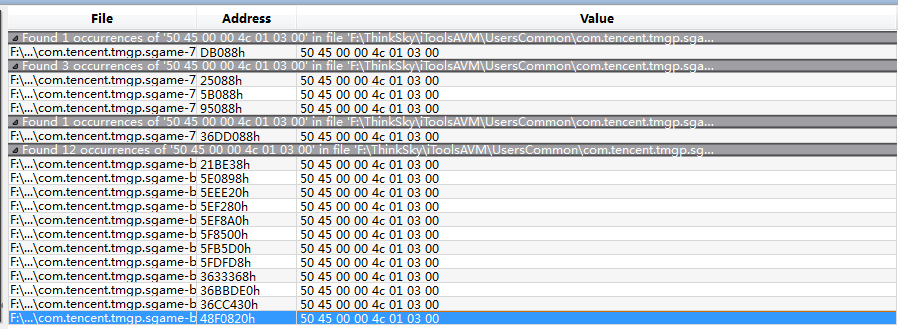 File Address Value
Found 1 occurrences of '50 45 00 00 4c 01 03 00' in file 'F:\ThinkSky\iToolsAVM\UsersCommon\com.tencent.tmgp.sga...
F:\...\com.tencent.tmgp.sgame-7 DB088h 50 45 00 00 4c 01 03 00
Found 3 occurrences of '50 45 00 00 4c 01 03 00' in file 'F:\ThinkSky\iToolsAVM\UsersCommon\com.tencent.tmgp.sga...
F:\...\com.tencent.tmgp.sgame-7 25088h 50 45 00 00 4c 01 03 00
F:\...\com.tencent.tmgp.sgame-7 5B088h 50 45 00 00 4c 01 03 00
F:\...\com.tencent.tmgp.sgame-7 95088h 50 45 00 00 4c 01 03 00
Found 1 occurrences of '50 45 00 00 4c 01 03 00' in file 'F:\ThinkSky\iToolsAVM\UsersCommon\com.tencent.tmgp.sga...
F:\...\com.tencent.tmgp.sgame-7 36DD088h 50 45 00 00 4c 01 03 00
Found 12 occurrences of '50 45 00 00 4c 01 03 00' in file 'F:\ThinkSky\iToolsAVM\UsersCommon\com.tencent.tmgp.sg...
F:\...\com.tencent.tmgp.sgame-b 21BE38h 50 45 00 00 4c 01 03 00
F:\...\com.tencent.tmgp.sgame-b 5E0898h 50 45 00 00 4c 01 03 00
F:\...\com.tencent.tmgp.sgame-b 5EEE20h 50 45 00 00 4c 01 03 00
F:\...\com.tencent.tmgp.sgame-b 5EF280h 50 45 00 00 4c 01 03 00
F:\...\com.tencent.tmgp.sgame-b 5EF8A0h 50 45 00 00 4c 01 03 00
F:\...\com.tencent.tmgp.sgame-b 5F8500h 50 45 00 00 4c 01 03 00
F:\...\com.tencent.tmgp.sgame-b 5FB5D0h 50 45 00 00 4c 01 03 00
F:\...\com.tencent.tmgp.sgame-b 5FDFD8h 50 45 00 00 4c 01 03 00
F:\...\com.tencent.tmgp.sgame-b 3633368h 50 45 00 00 4c 01 03 00
F:\...\com.tencent.tmgp.sgame-b 36BBDE0h 50 45 00 00 4c 01 03 00
F:\...\com.tencent.tmgp.sgame-b 36CC430h 50 45 00 00 4c 01 03 00
F:\...\com.tencent.tmgp.sgame-b 48F0820h 50 45 00 00 4c 01 03 00